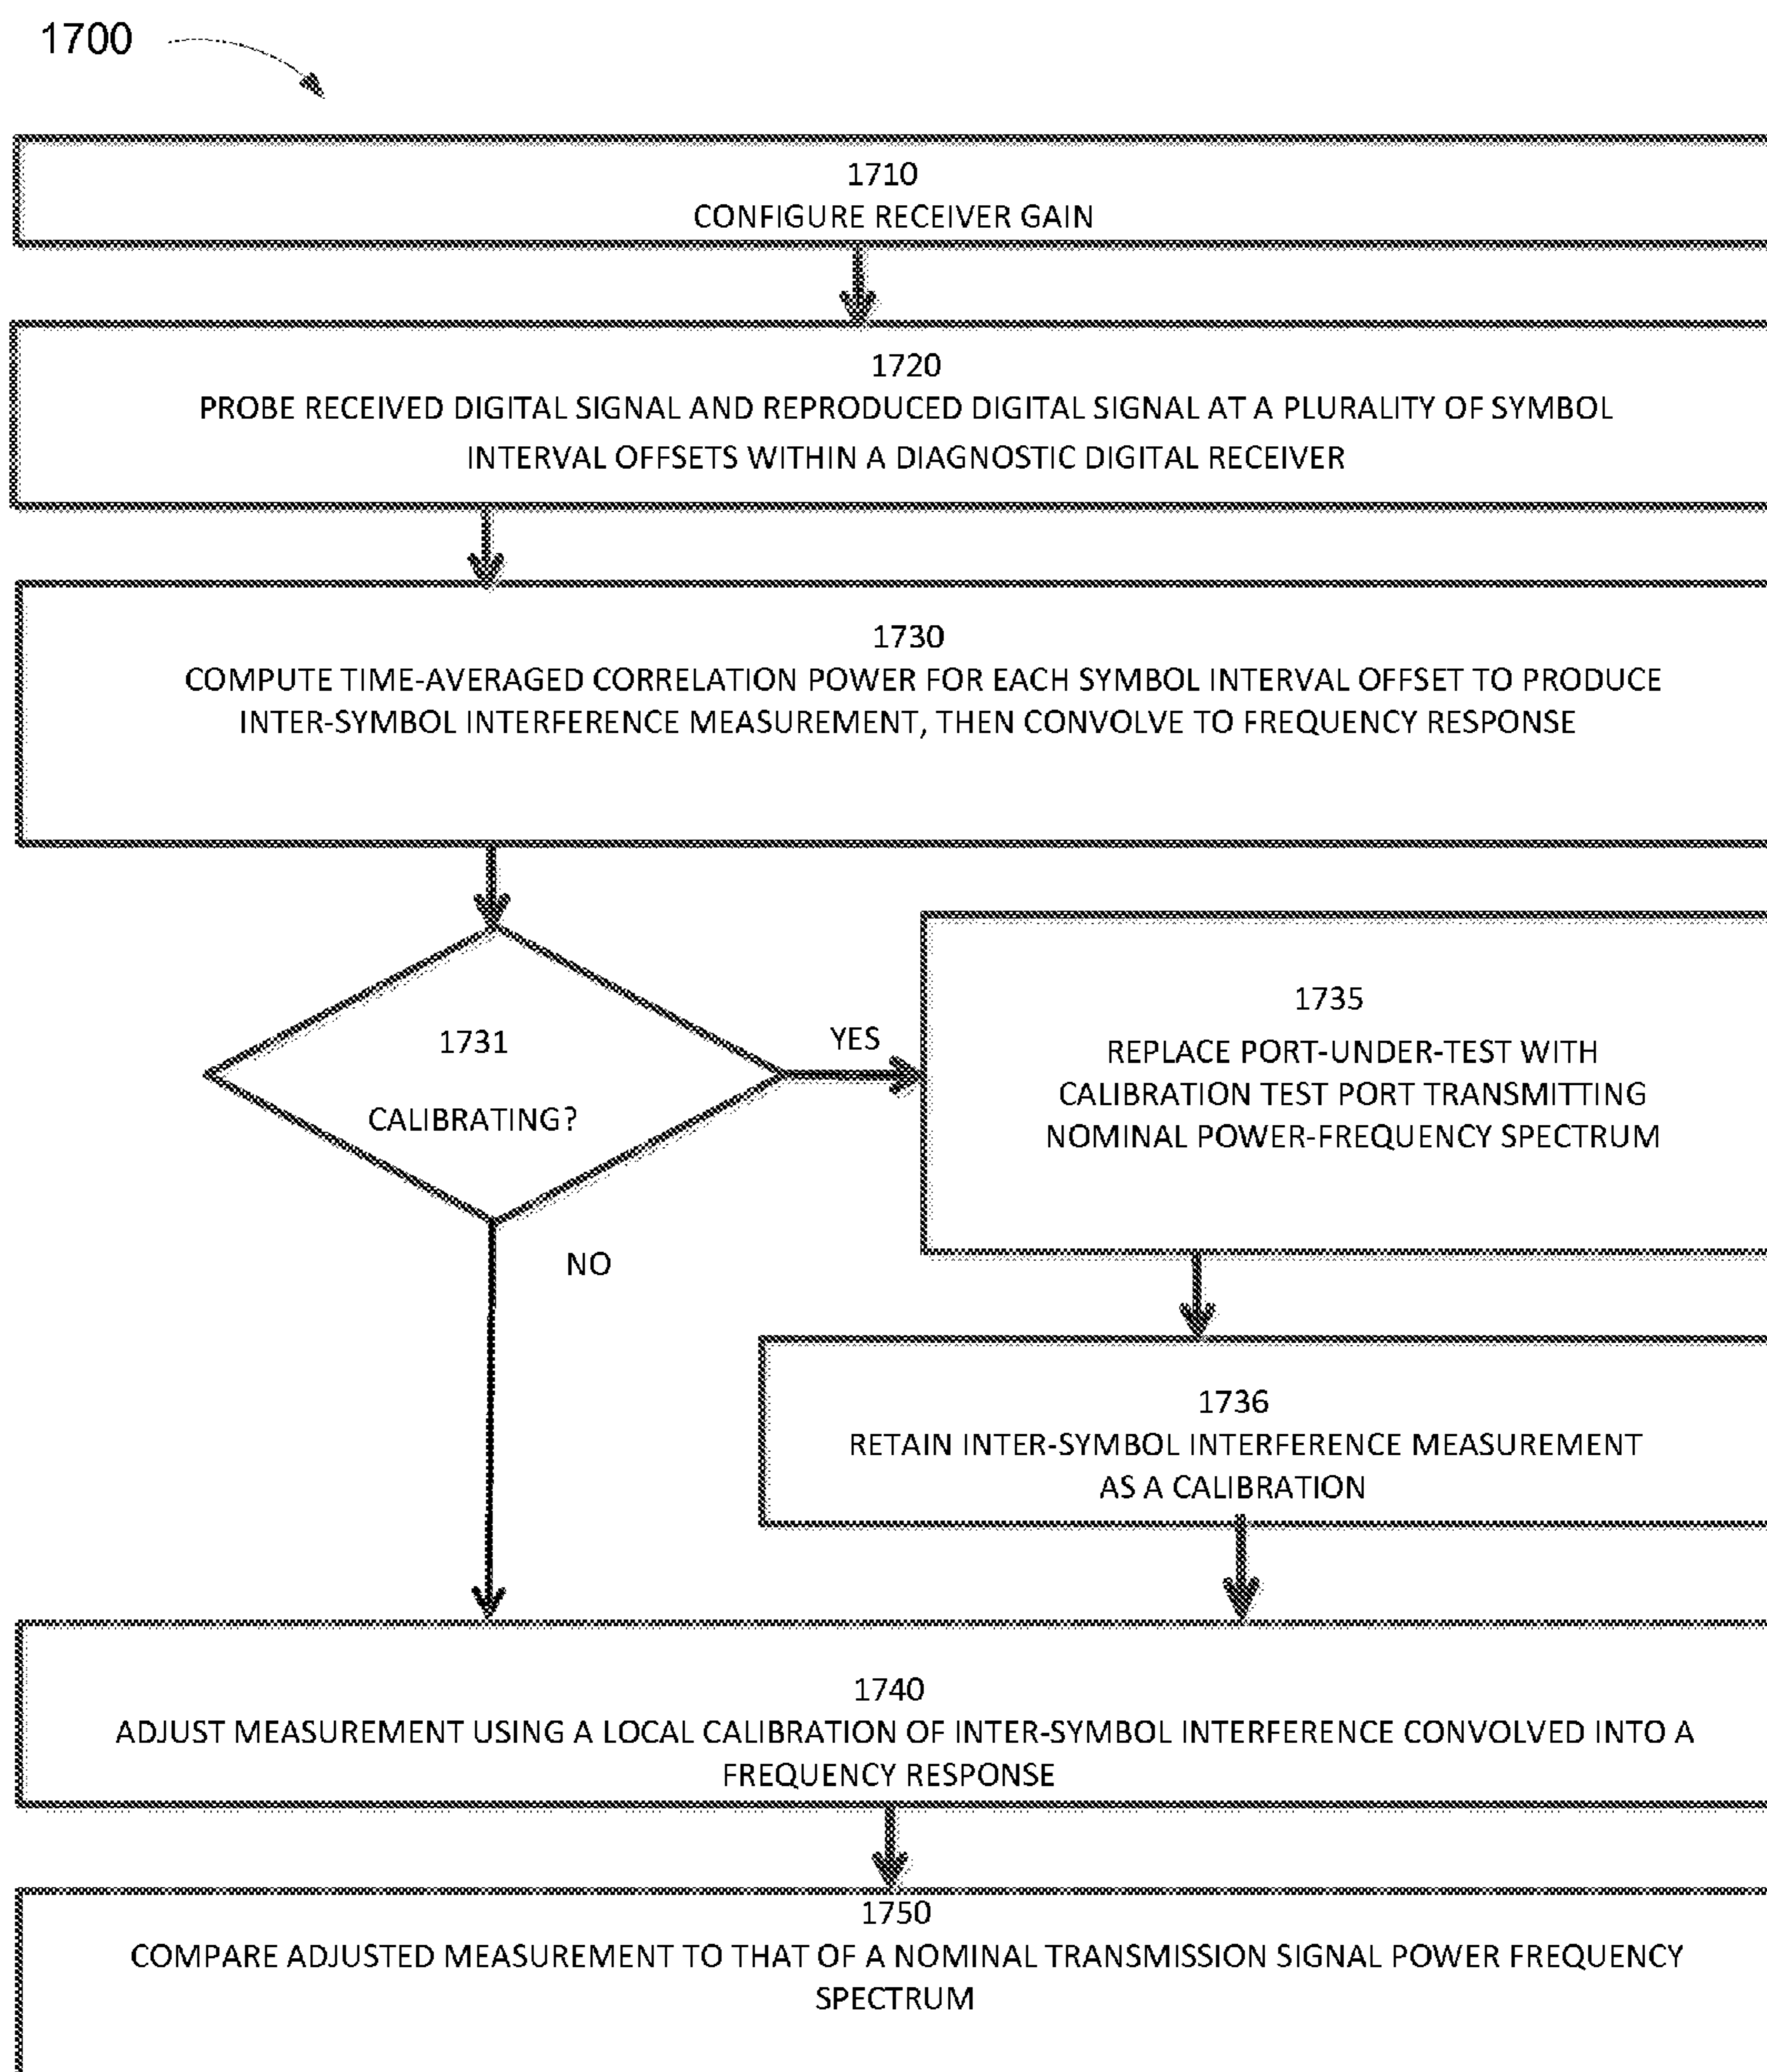 1700
1710
CONFIGURE RECEIVER GAIN
1720
PROBE RECEIVED DIGITAL SIGNAL AND REPRODUCED DIGITAL SIGNAL AT A PLURALITY OF SYMBOL
INTERVAL OFFSETS WITHIN A DIAGNOSTIC DIGITAL RECEIVER
1730
COMPUTE TIME-AVERAGED CORRELATION POWER FOR EACH SYMBOL INTERVAL OFFSET TO PRODUCE
INTER-SYMBOL INTERFERENCE MEASUREMENT, THEN CONVOLVE TO FREQUENCY RESPONSE
1731
CALIBRATING?
YES
NO
1735
REPLACE PORT-UNDER-TEST WITH
CALIBRATION TEST PORT TRANSMITTING
NOMINAL POWER-FREQUENCY SPECTRUM
1736
RETAIN INTER-SYMBOL INTERFERENCE MEASUREMENT
AS A CALIBRATION
1740
ADJUST MEASUREMENT USING A LOCAL CALIBRATION OF INTER-SYMBOL INTERFERENCE CONVOLVED INTO A
FREQUENCY RESPONSE
1750
COMPARE ADJUSTED MEASUREMENT TO THAT OF A NOMINAL TRANSMISSION SIGNAL POWER FREQUENCY
SPECTRUM